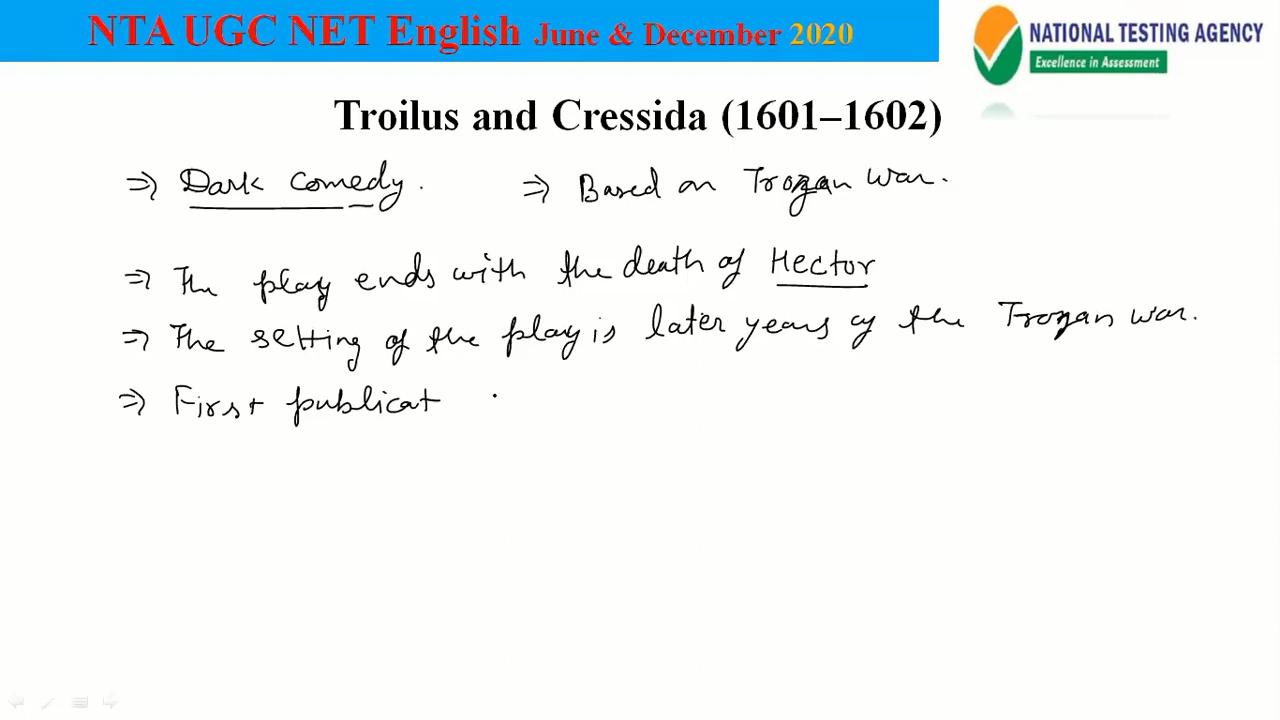 NTA UGC NET English June & December 2020
NATIONAL TESTING AGENCY
Excellence in Assessment
Troilus and Cressida (1601–1602)
⇒ Dark Comedy. ⇒ Based on Trozan War.
⇒ The play ends with the death of Hector
⇒ The setting of the play is later years of the Trozan war.
⇒ First publicat